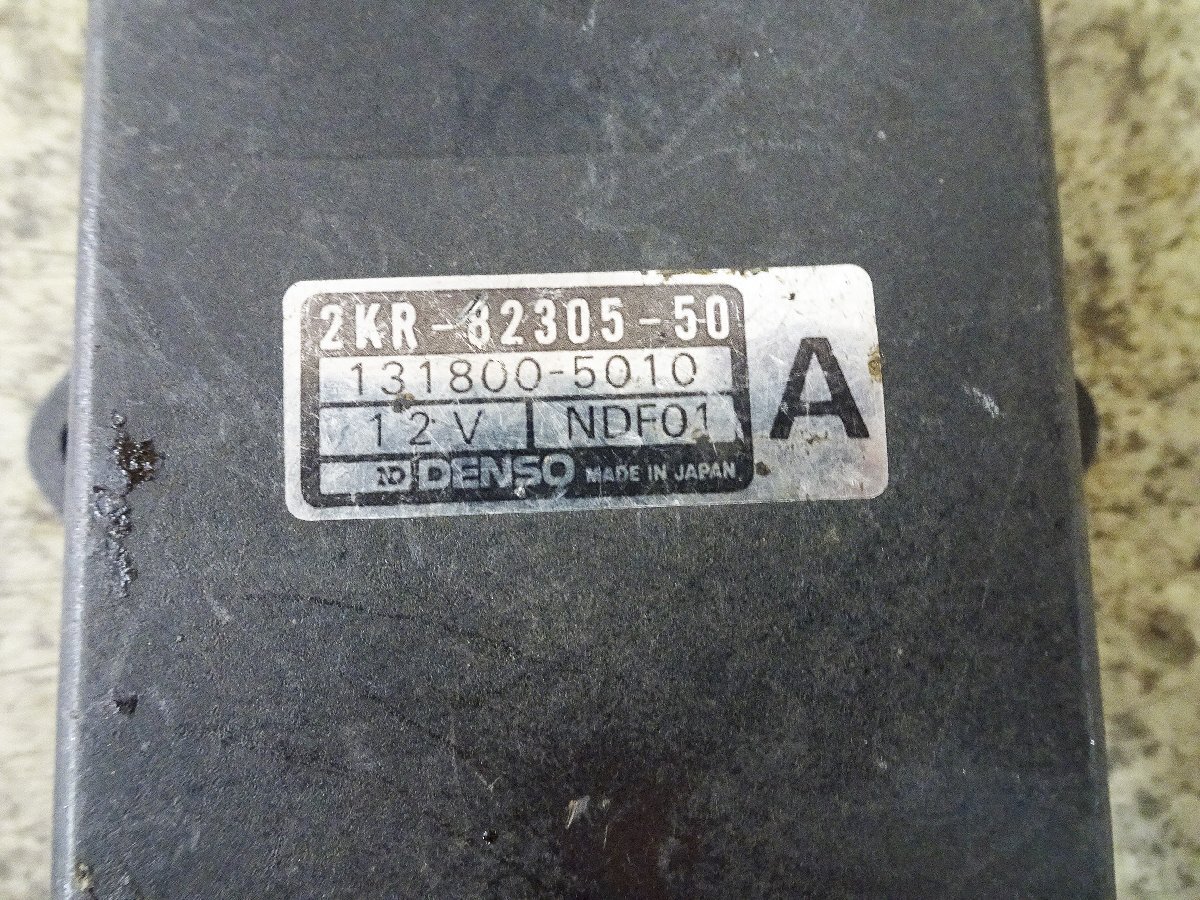 2KR-82305-50
131800-5010
12V NDF01
ND DENSO MADE IN JAPAN
A